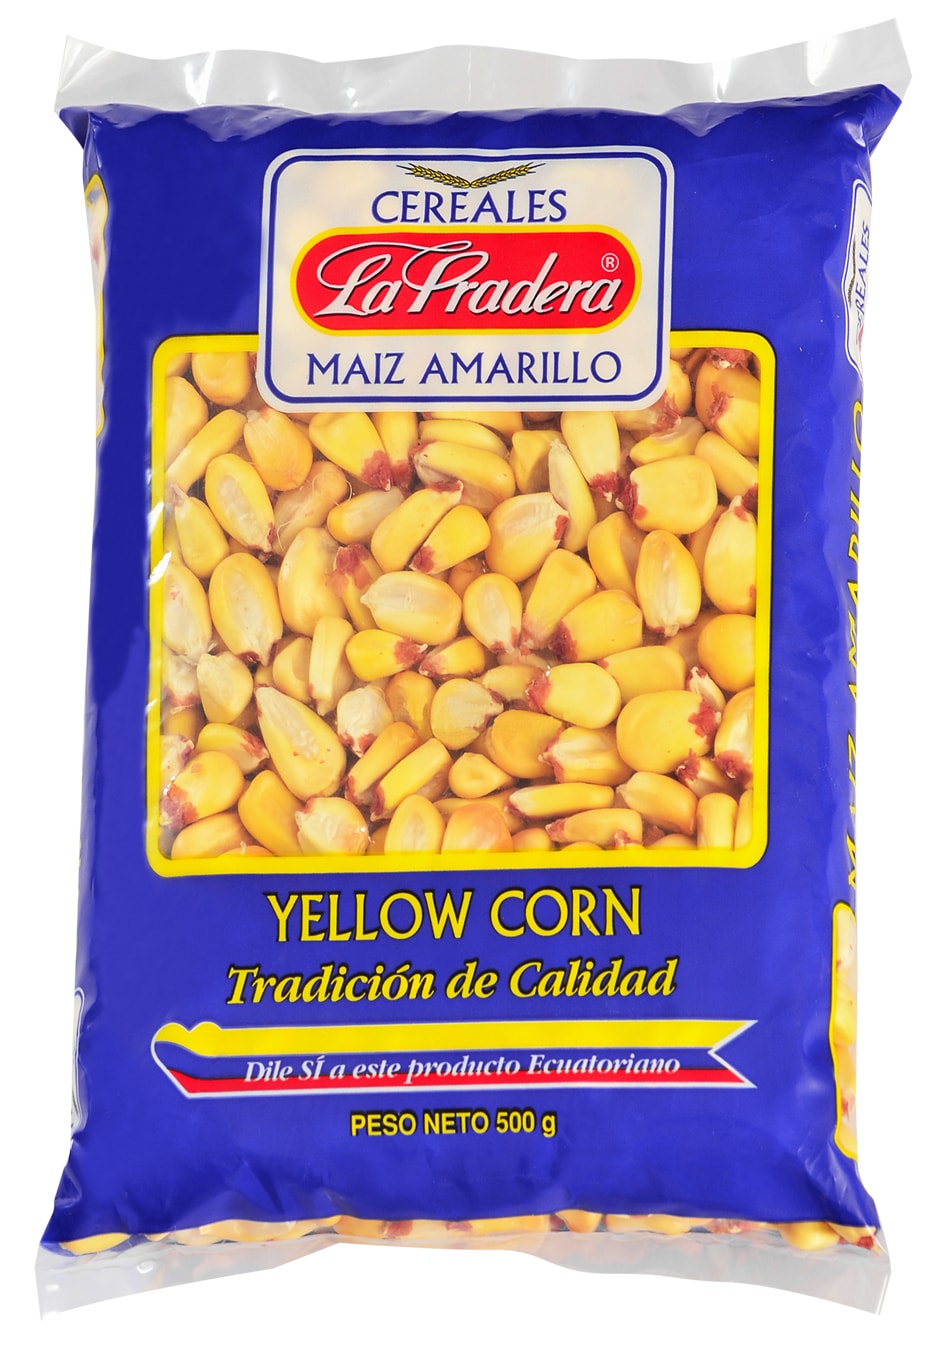 CEREALES
La Pradera®
MAIZ AMARILLO
YELLOW CORN
Tradición de Calidad
Dile SÍ a este producto Ecuatoriano
PESO NETO 500 g
CEREALES
MAIZ AMARILLO